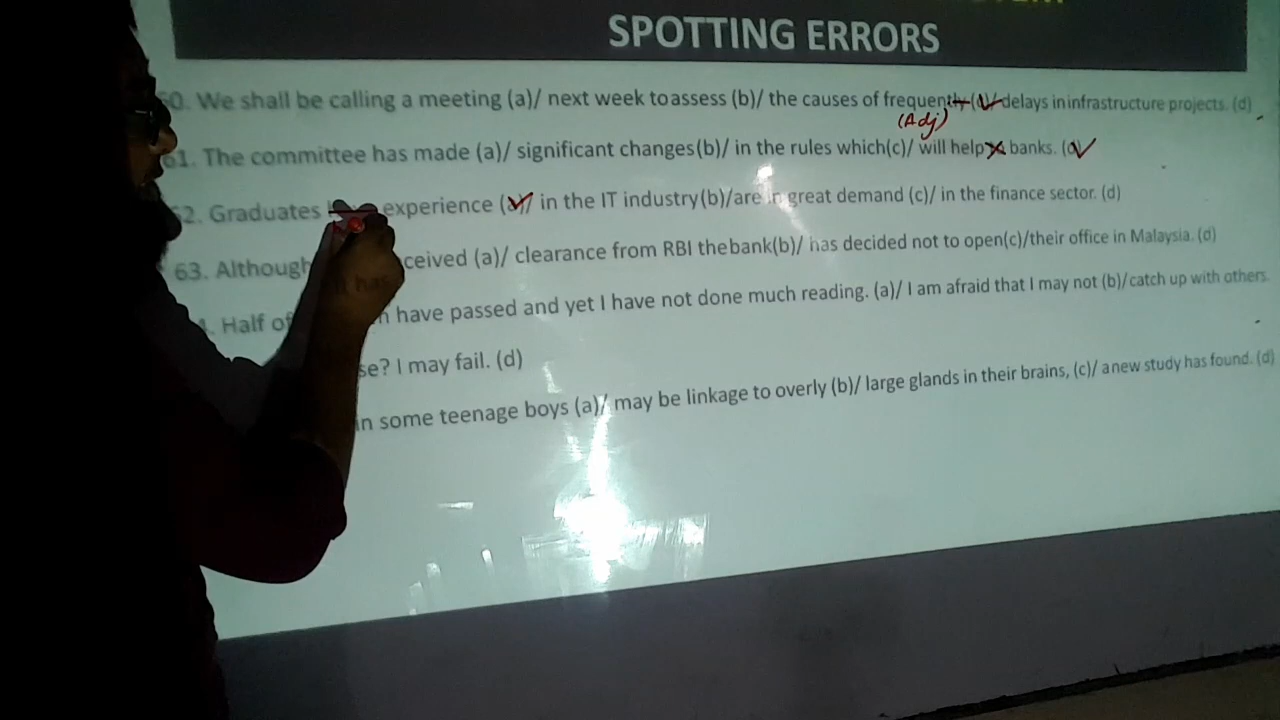 SPOTTING ERRORS
0. We shall be calling a meeting (a)/ next week to assess (b)/ the causes of frequently (c)/ delays in infrastructure projects. (d)
(Adj)
61. The committee has made (a)/ significant changes (b)/ in the rules which (c)/ will help banks. (d)
62. Graduates experience (a)/ in the IT industry (b)/are in great demand (c)/ in the finance sector. (d)
63. Although ceived (a)/ clearance from RBI the bank(b)/ has decided not to open(c)/their office in Malaysia. (d)
Half of have passed and yet I have not done much reading. (a)/ I am afraid that I may not (b)/catch up with others
se? I may fail. (d)
in some teenage boys (a)/ may be linkage to overly (b)/ large glands in their brains, (c)/ a new study has found. (d)